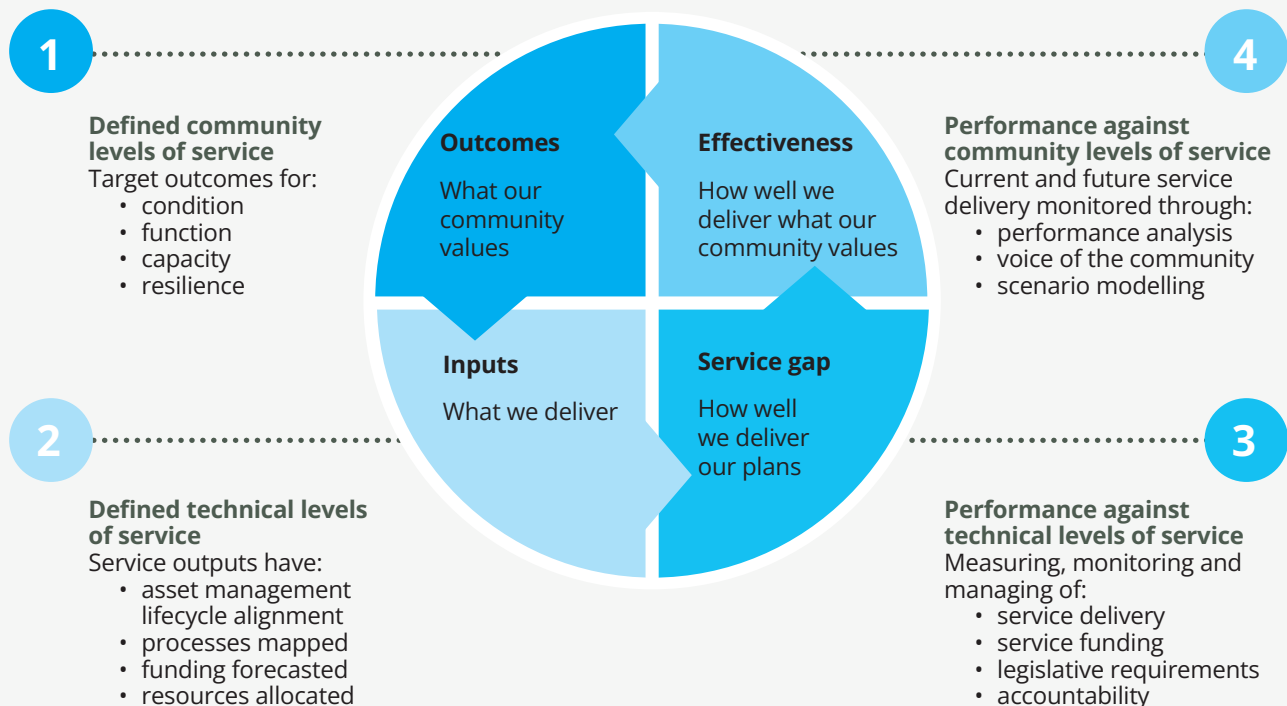 1
Defined community
levels of service
Target outcomes for:
• condition
• function
• capacity
• resilience
Outcomes
What our
community
values
2
Defined technical levels
of service
Service outputs have:
• asset management
lifecycle alignment
• processes mapped
• funding forecasted
• resources allocated
Inputs
What we deliver
3
Performance against
technical levels of service
Measuring, monitoring and
managing of:
• service delivery
• service funding
• legislative requirements
• accountability
Service gap
How well
we deliver
our plans
4
Performance against
community levels of service
Current and future service
delivery monitored through:
• performance analysis
• voice of the community
• scenario modelling
Effectiveness
How well we
deliver what our
community values